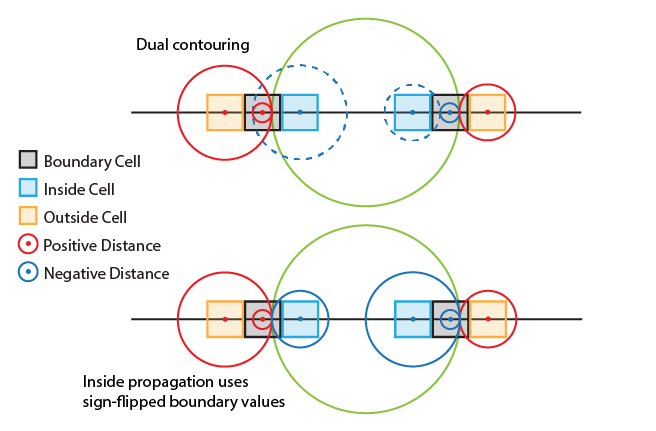 Dual contouring
Boundary Cell
Inside Cell
Outside Cell
Positive Distance
Negative Distance
Inside propagation uses
sign-flipped boundary values